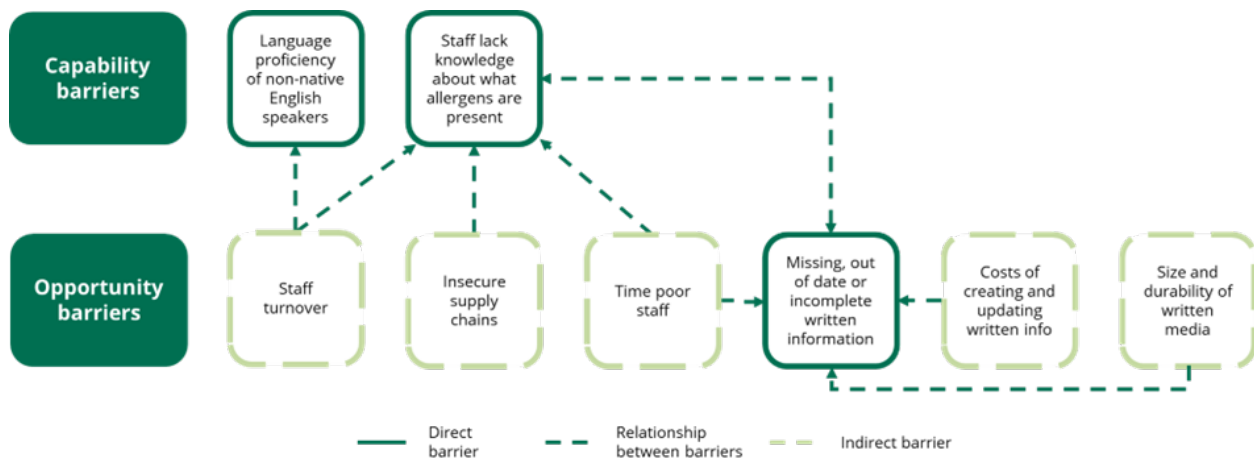 Capability
barriers
Language
proficiency
of non-native
English
speakers
Staff lack
knowledge
about what
allergens are
present
Opportunity
barriers
Staff
turnover
Insecure
supply
chains
Time poor
staff
Missing, out
of date or
incomplete
written
information
Costs of
creating and
updating
written info
Size and
durability of
written
media
Direct
barrier
Relationship
between barriers
Indirect barrier